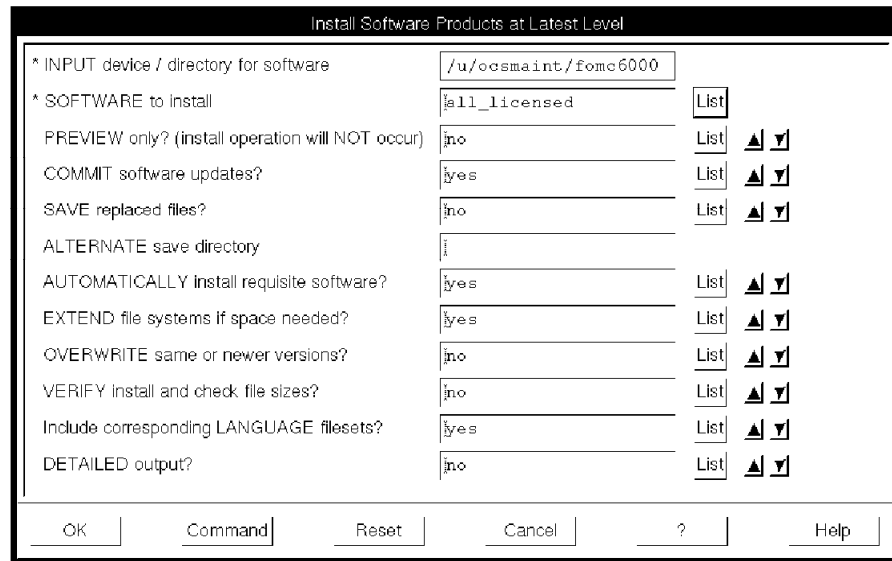 Install Software Products at Latest Level
* INPUT device / directory for software /u/ocsmaint/fomc6000
* SOFTWARE to install all_licensed List
PREVIEW only? (install operation will NOT occur) no List
COMMIT software updates? yes List
SAVE replaced files? no List
ALTERNATE save directory
AUTOMATICALLY install requisite software? yes List
EXTEND file systems if space needed? yes List
OVERWRITE same or newer versions? no List
VERIFY install and check file sizes? no List
Include corresponding LANGUAGE filesets? yes List
DETAILED output? no List
OK Command Reset Cancel ? Help